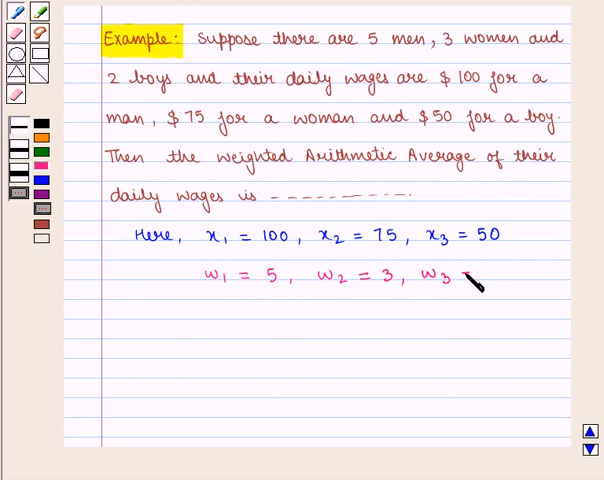 Example: Suppose there are 5 men, 3 women and
2 boys and their daily wages are $ 100 for a
man, $ 75 for a woman and $ 50 for a boy.
Then the weighted Arithmetic Average of their
daily wages is ------------.
Here, x₁ = 100, x₂ = 75, x₃ = 50
w₁ = 5, w₂ = 3, w₃ -